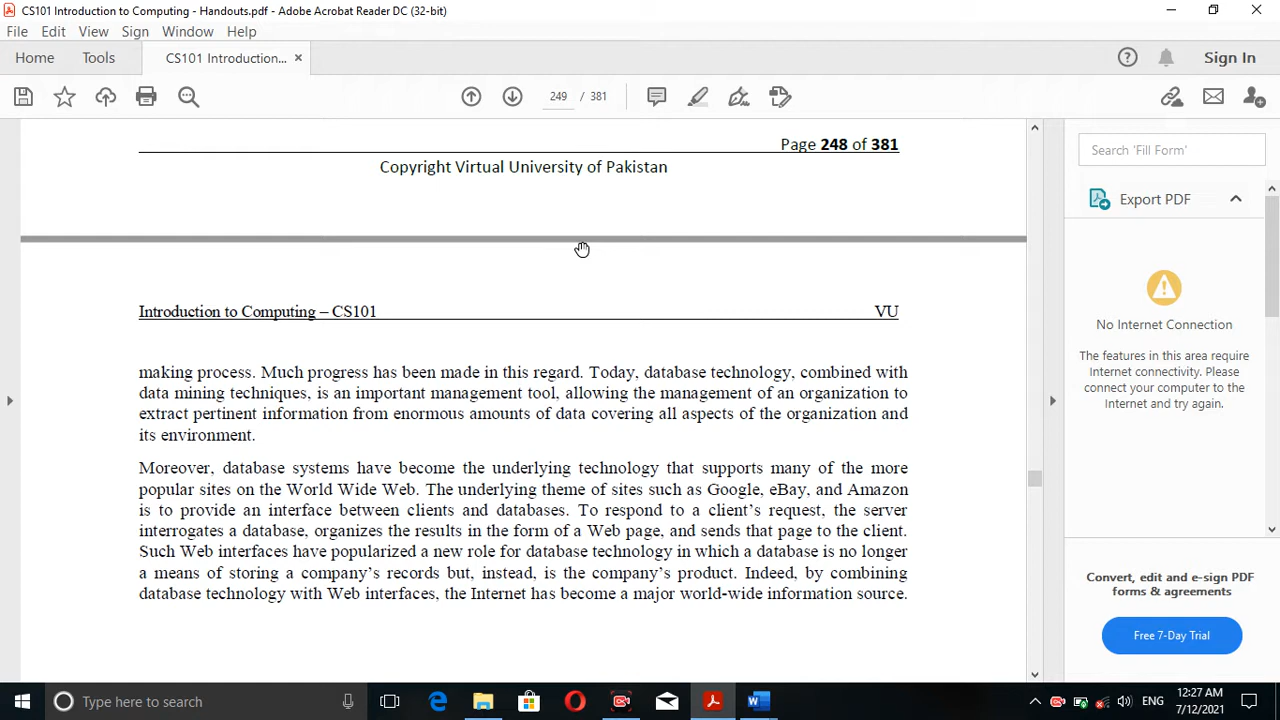 CS101 Introduction to Computing - Handouts.pdf - Adobe Acrobat Reader DC (32-bit)
File Edit View Sign Window Help
Home Tools CS101 Introduction... × Sign In
249 / 381
Page 248 of 381
Copyright Virtual University of Pakistan
Introduction to Computing – CS101 VU
making process. Much progress has been made in this regard. Today, database technology, combined with
data mining techniques, is an important management tool, allowing the management of an organization to
extract pertinent information from enormous amounts of data covering all aspects of the organization and
its environment.
Moreover, database systems have become the underlying technology that supports many of the more
popular sites on the World Wide Web. The underlying theme of sites such as Google, eBay, and Amazon
is to provide an interface between clients and databases. To respond to a client's request, the server
interrogates a database, organizes the results in the form of a Web page, and sends that page to the client.
Such Web interfaces have popularized a new role for database technology in which a database is no longer
a means of storing a company's records but, instead, is the company's product. Indeed, by combining
database technology with Web interfaces, the Internet has become a major world-wide information source.
Search 'Fill Form'
Export PDF
No Internet Connection
The features in this area require
Internet connectivity. Please
connect your computer to the
Internet and try again.
Convert, edit and e-sign PDF
forms & agreements
Free 7-Day Trial
Type here to search
ENG
12:27 AM
7/12/2021